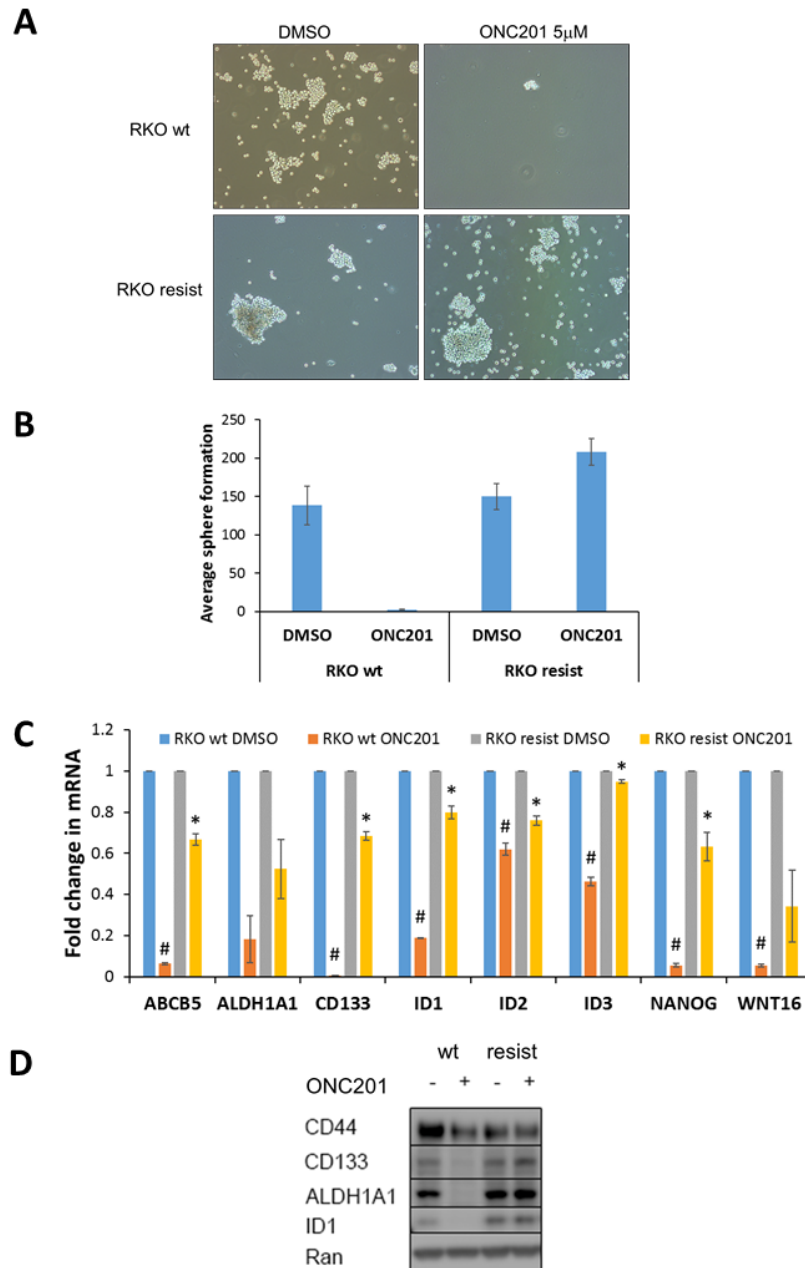 A
DMSO ONC201 5μM
RKO wt
RKO resist
B
Average sphere formation
250
200
150
100
50
0
DMSO ONC201 DMSO ONC201
RKO wt RKO resist
C
RKO wt DMSO RKO wt ONC201 RKO resist DMSO RKO resist ONC201
Fold change in mRNA
1.2
1
0.8
0.6
0.4
0.2
0
# * # * # * # * # * # * #
ABCB5 ALDH1A1 CD133 ID1 ID2 ID3 NANOG WNT16
D
wt resist
ONC201 - + - +
CD44
CD133
ALDH1A1
ID1
Ran